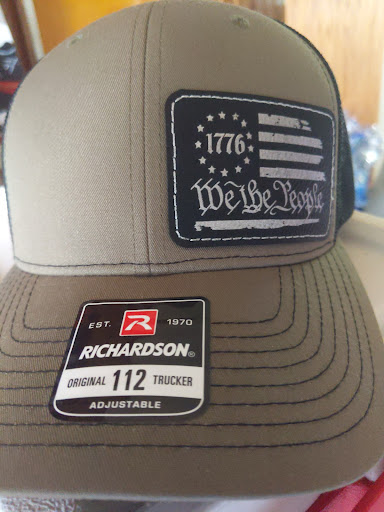 1776
We the People
EST. R 1970
RICHARDSON®
ORIGINAL 112 TRUCKER
ADJUSTABLE